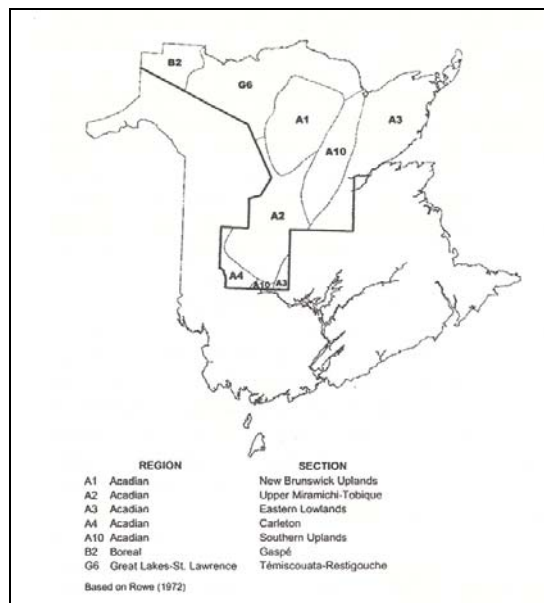 B2
G6
A1
A3
A10
A2
A4
A10
A3
REGION SECTION
A1 Acadian New Brunswick Uplands
A2 Acadian Upper Miramichi-Tobique
A3 Acadian Eastern Lowlands
A4 Acadian Carleton
A10 Acadian Southern Uplands
B2 Boreal Gaspé
G6 Great Lakes-St. Lawrence Témiscouata-Restigouche
Based on Rowe (1972)